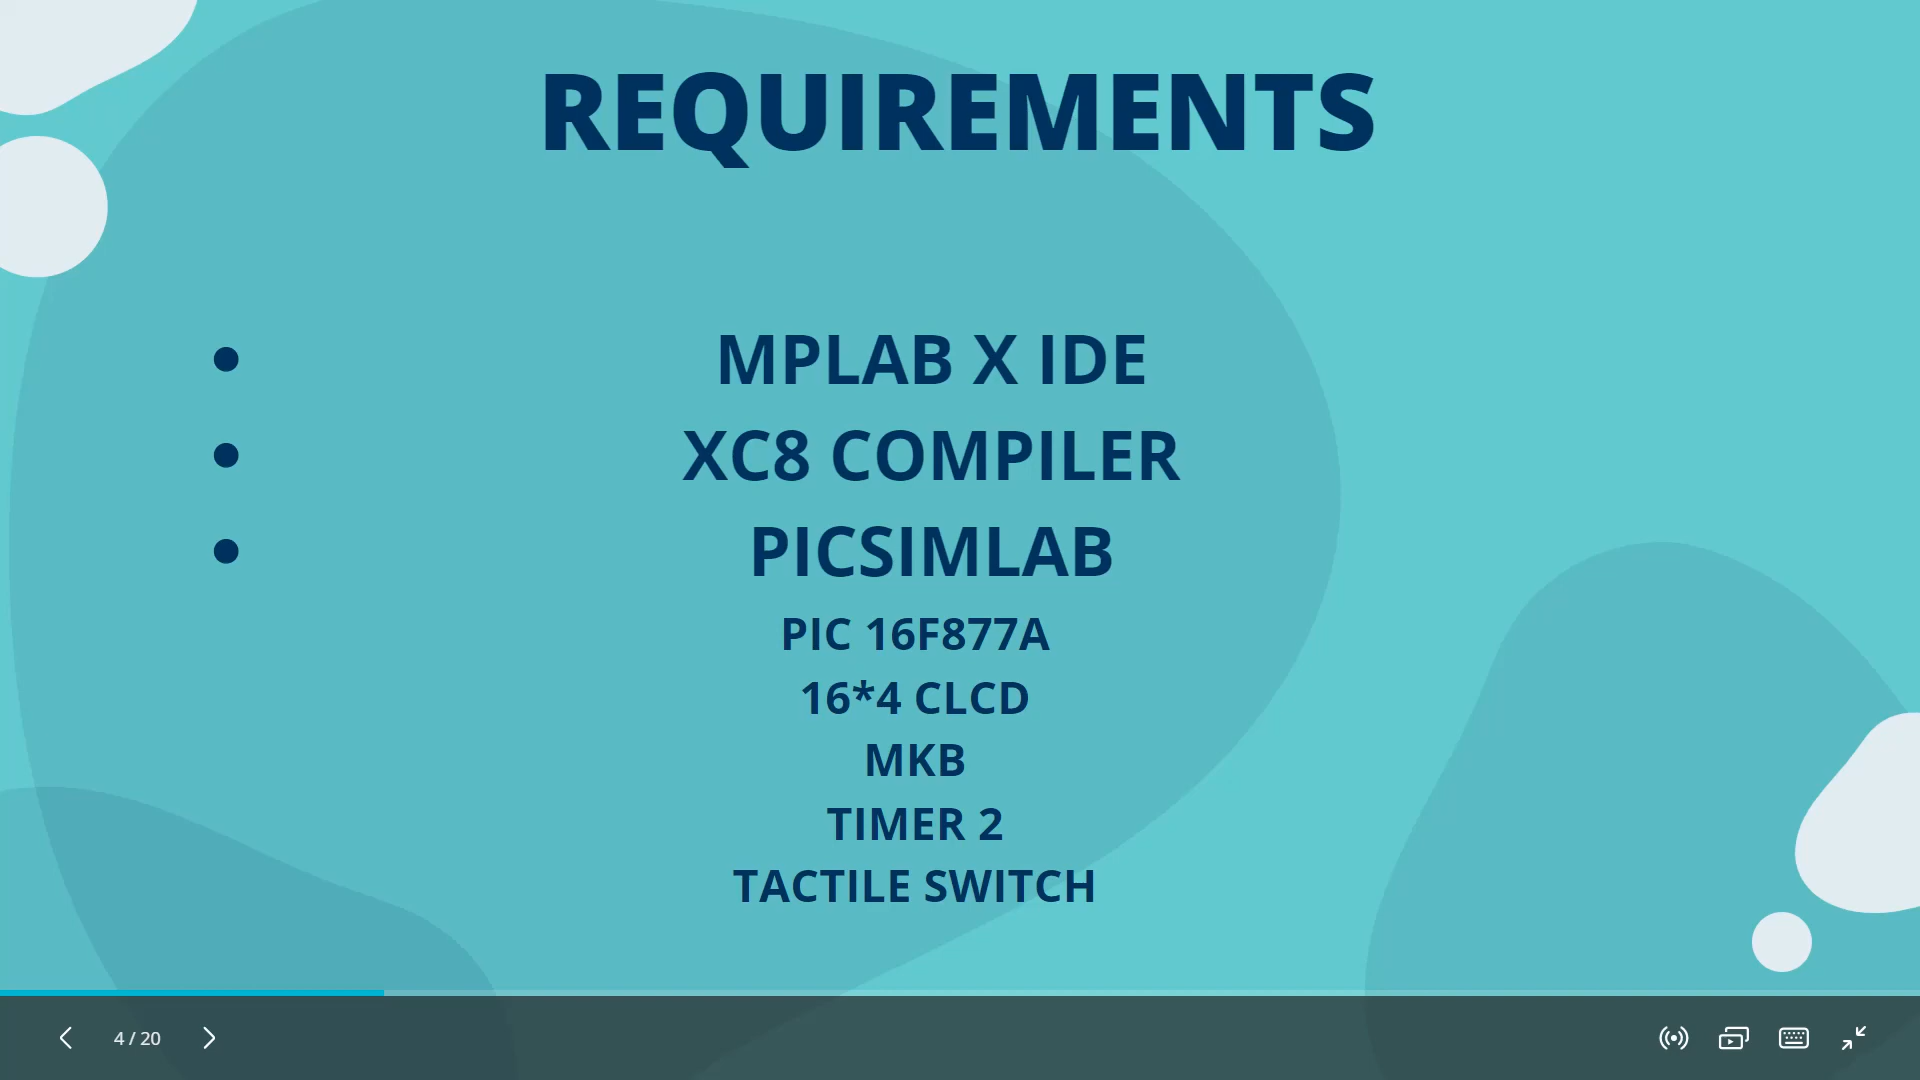 REQUIREMENTS
• MPLAB X IDE
• XC8 COMPILER
• PICSIMLAB
PIC 16F877A
16*4 CLCD
MKB
TIMER 2
TACTILE SWITCH
4 / 20